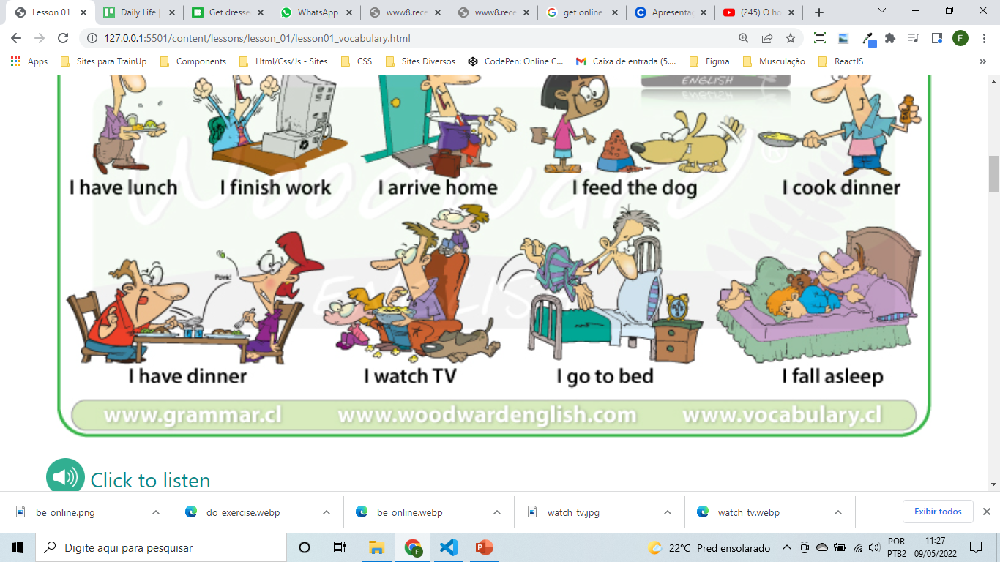 Lesson 01
Daily Life |
Get dresse
WhatsApp
www8.rece
www8.rece
get online
Apresenta
(245) O ho
127.0.0.1:5501/content/lessons/lesson_01/lesson01_vocabulary.html
F
Apps
Sites para TrainUp
Components
Html/Css/Js - Sites
CSS
Sites Diversos
CodePen: Online C...
Caixa de entrada (5....
Figma
Musculação
ReactJS
»
ENGLISH
Woodward ®
ENGLISH
I have lunch
I finish work
I arrive home
I feed the dog
I cook dinner
Poink!
I have dinner
I watch TV
I go to bed
I fall asleep
www.grammar.cl
www.woodwardenglish.com
www.vocabulary.cl
Click to listen
be_online.png
do_exercise.webp
be_online.webp
watch_tv.jpg
watch_tv.webp
Exibir todos
Digite aqui para pesquisar
22°C Pred ensolarado
POR
PTB2
11:27
09/05/2022